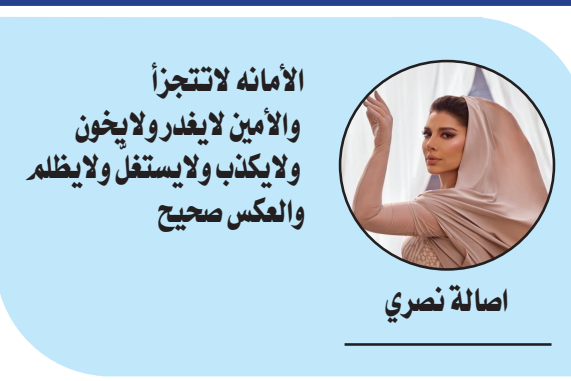 الأمانه لاتتجزأ
والأمين لايغدر ولايخون
ولايكذب ولايستغلّ ولايظلم
والعكس صحيح
اصالة نصري